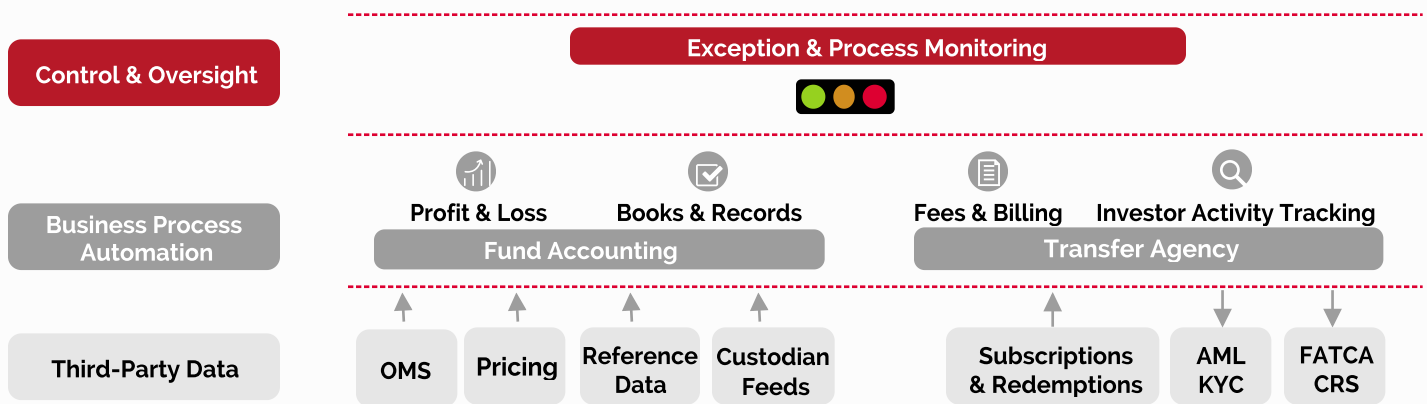 Control & Oversight
Exception & Process Monitoring
Business Process
Automation
Profit & Loss
Books & Records
Fund Accounting
Fees & Billing
Investor Activity Tracking
Transfer Agency
Third-Party Data
OMS
Pricing
Reference
Data
Custodian
Feeds
Subscriptions
& Redemptions
AML
KYC
FATCA
CRS